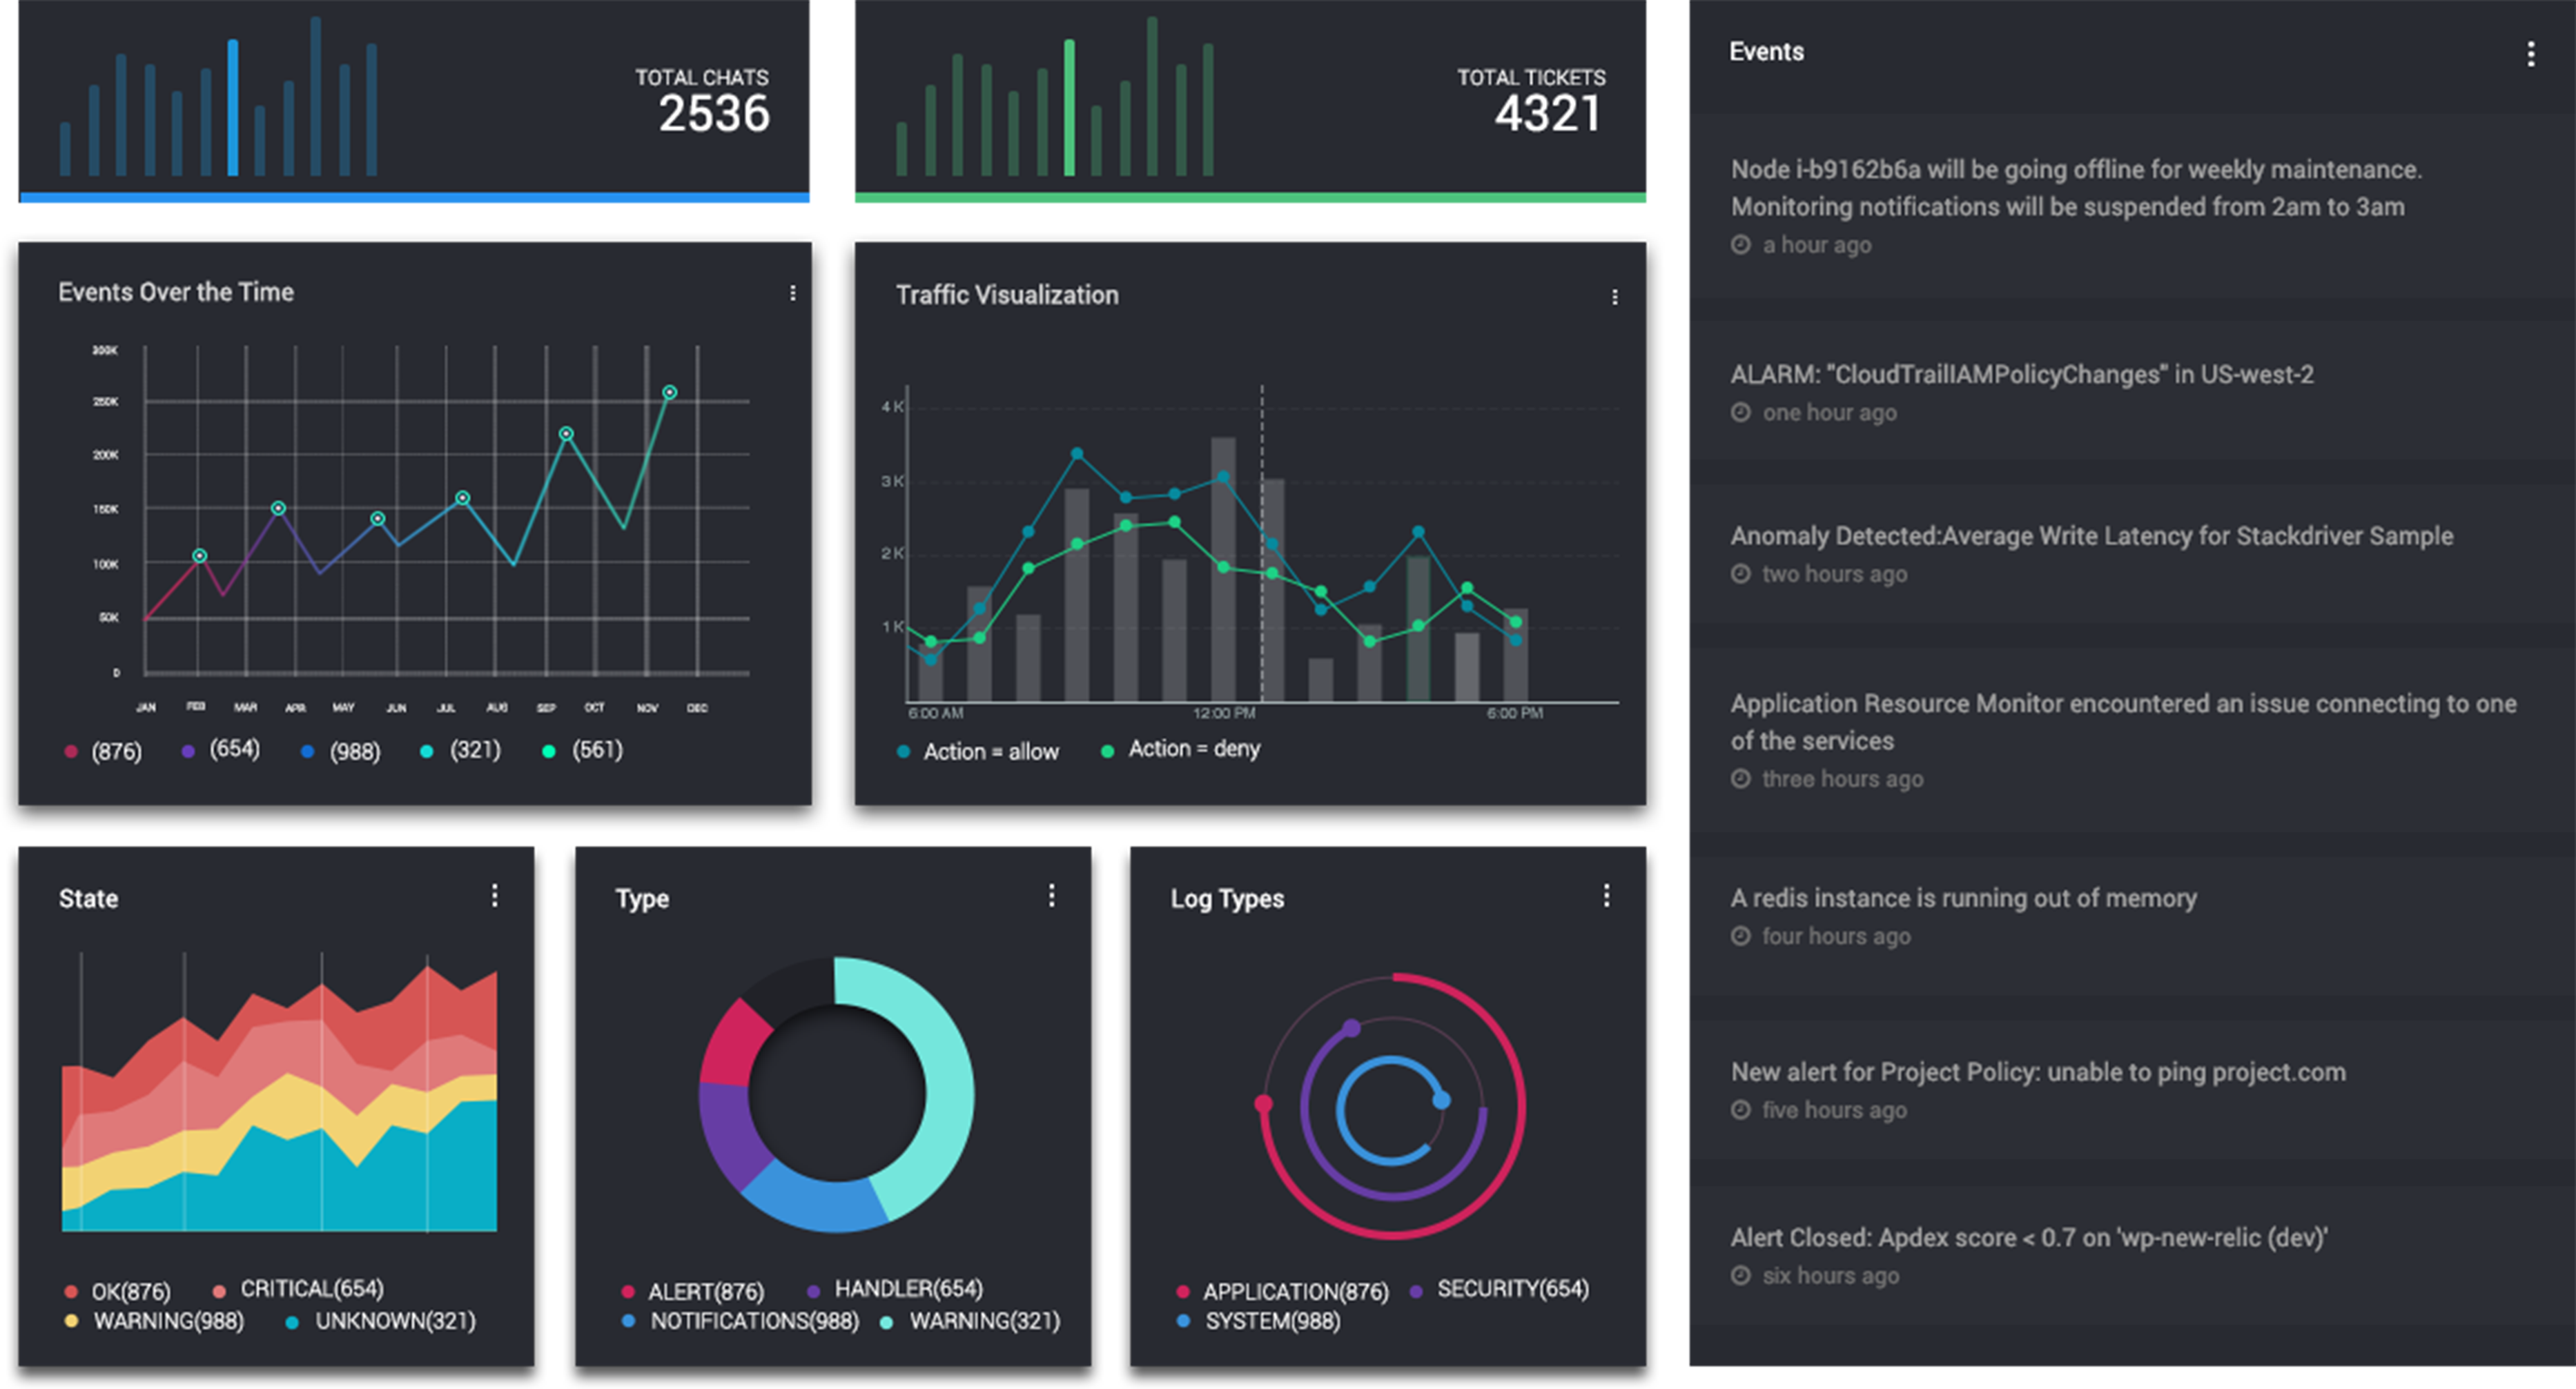 TOTAL CHATS
2536
TOTAL TICKETS
4321
Events Over the Time
300K
250K
200K
150K
100K
50K
0
JAN FEB MAR APR MAY JUN JUL AUG SEP OCT NOV DEC
(876) (654) (988) (321) (561)
Traffic Visualization
4 K
3 K
2 K
1 K
6:00 AM 12:00 PM 6:00 PM
Action = allow Action = deny
State
OK(876) CRITICAL(654)
WARNING(988) UNKNOWN(321)
Type
ALERT(876) HANDLER(654)
NOTIFICATIONS(988) WARNING(321)
Log Types
APPLICATION(876) SECURITY(654)
SYSTEM(988)
Events
Node i-b9162b6a will be going offline for weekly maintenance.
Monitoring notifications will be suspended from 2am to 3am
a hour ago
ALARM: "CloudTrailIAMPolicyChanges" in US-west-2
one hour ago
Anomaly Detected:Average Write Latency for Stackdriver Sample
two hours ago
Application Resource Monitor encountered an issue connecting to one
of the services
three hours ago
A redis instance is running out of memory
four hours ago
New alert for Project Policy: unable to ping project.com
five hours ago
Alert Closed: Apdex score < 0.7 on 'wp-new-relic (dev)'
six hours ago